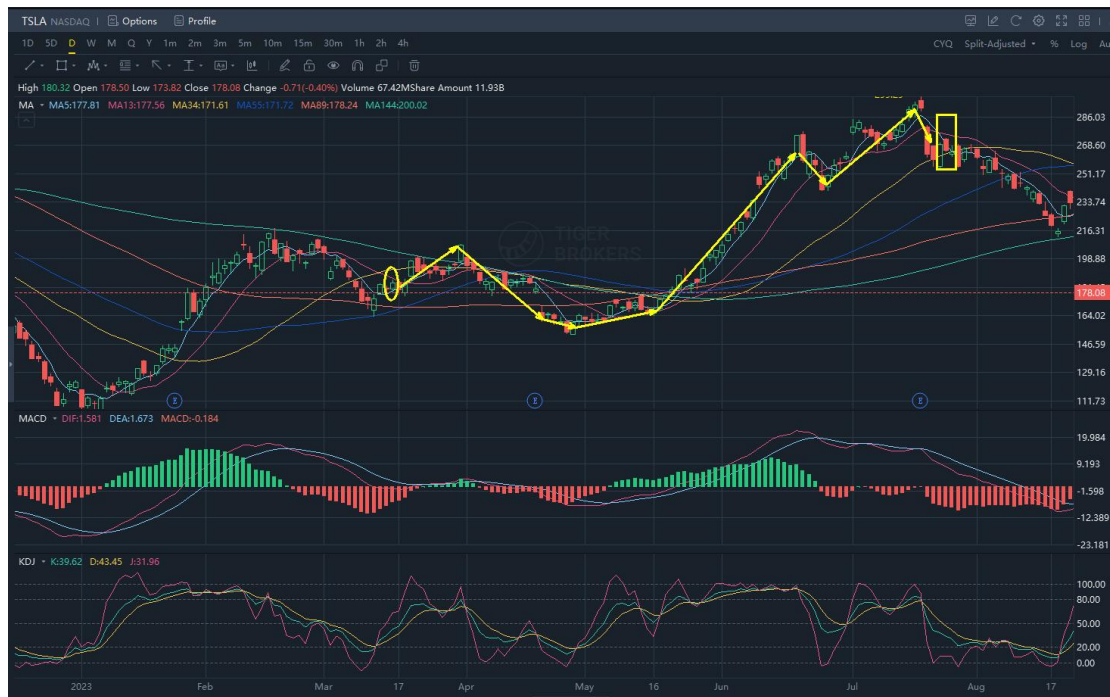 TSLA NASDAQ Options Profile
1D 5D D W M Q Y 1m 2m 3m 5m 10m 15m 30m 1h 2h 4h CYQ Split-Adjusted % Log Au
High 180.32 Open 178.50 Low 173.82 Close 178.08 Change -0.71(-0.40%) Volume 67.42MShare Amount 11.93B
MA MA5:177.81 MA13:177.56 MA34:171.61 MA55:171.72 MA89:178.24 MA144:200.02
286.03
268.60
251.17
233.74
216.31
TIGER
BROKERS
198.88
178.08
164.02
146.59
129.16
111.73
E E E
MACD DIF:1.581 DEA:1.673 MACD:-0.184
19.984
9.193
-1.598
-12.389
-23.181
KDJ K:39.62 D:43.45 J:31.96
100.00
80.00
50.00
20.00
0.00
2023 Feb Mar 17 Apr May 16 Jun Jul Aug 17